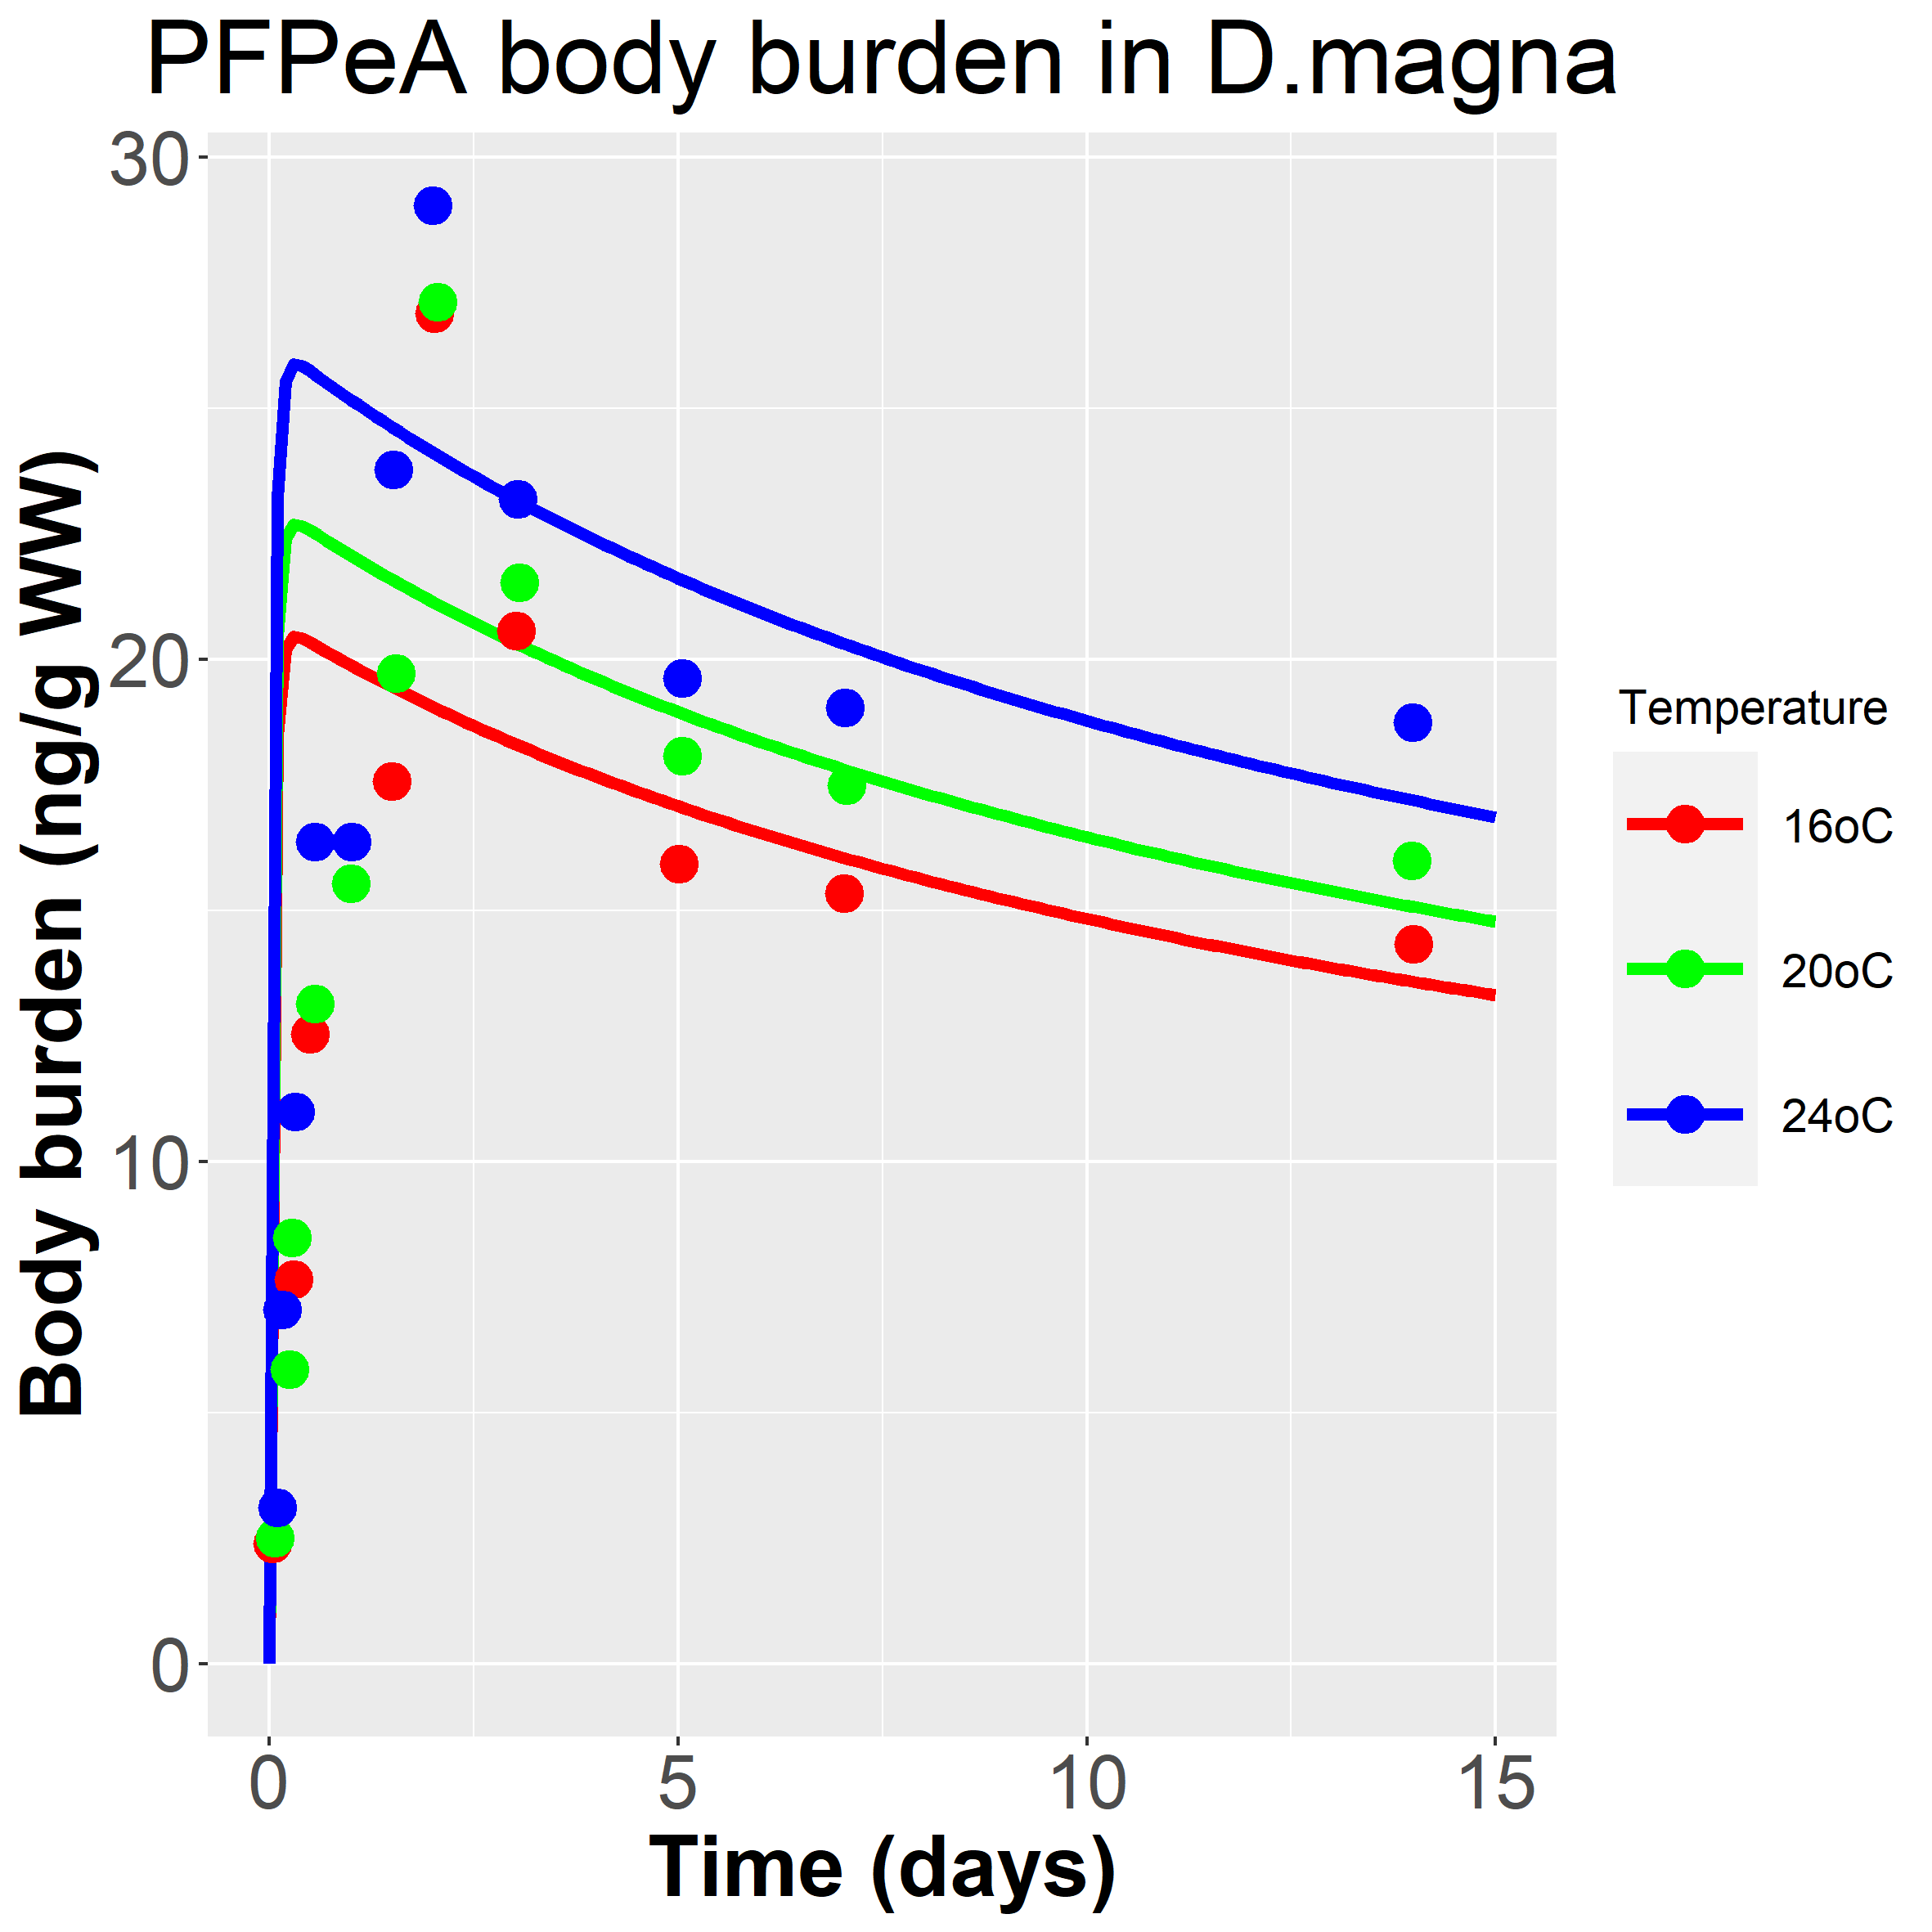 PFPeA body burden in D.magna
Body burden (ng/g WW)
30
20
10
0
0 5 10 15
Time (days)
Temperature
16oC
20oC
24oC